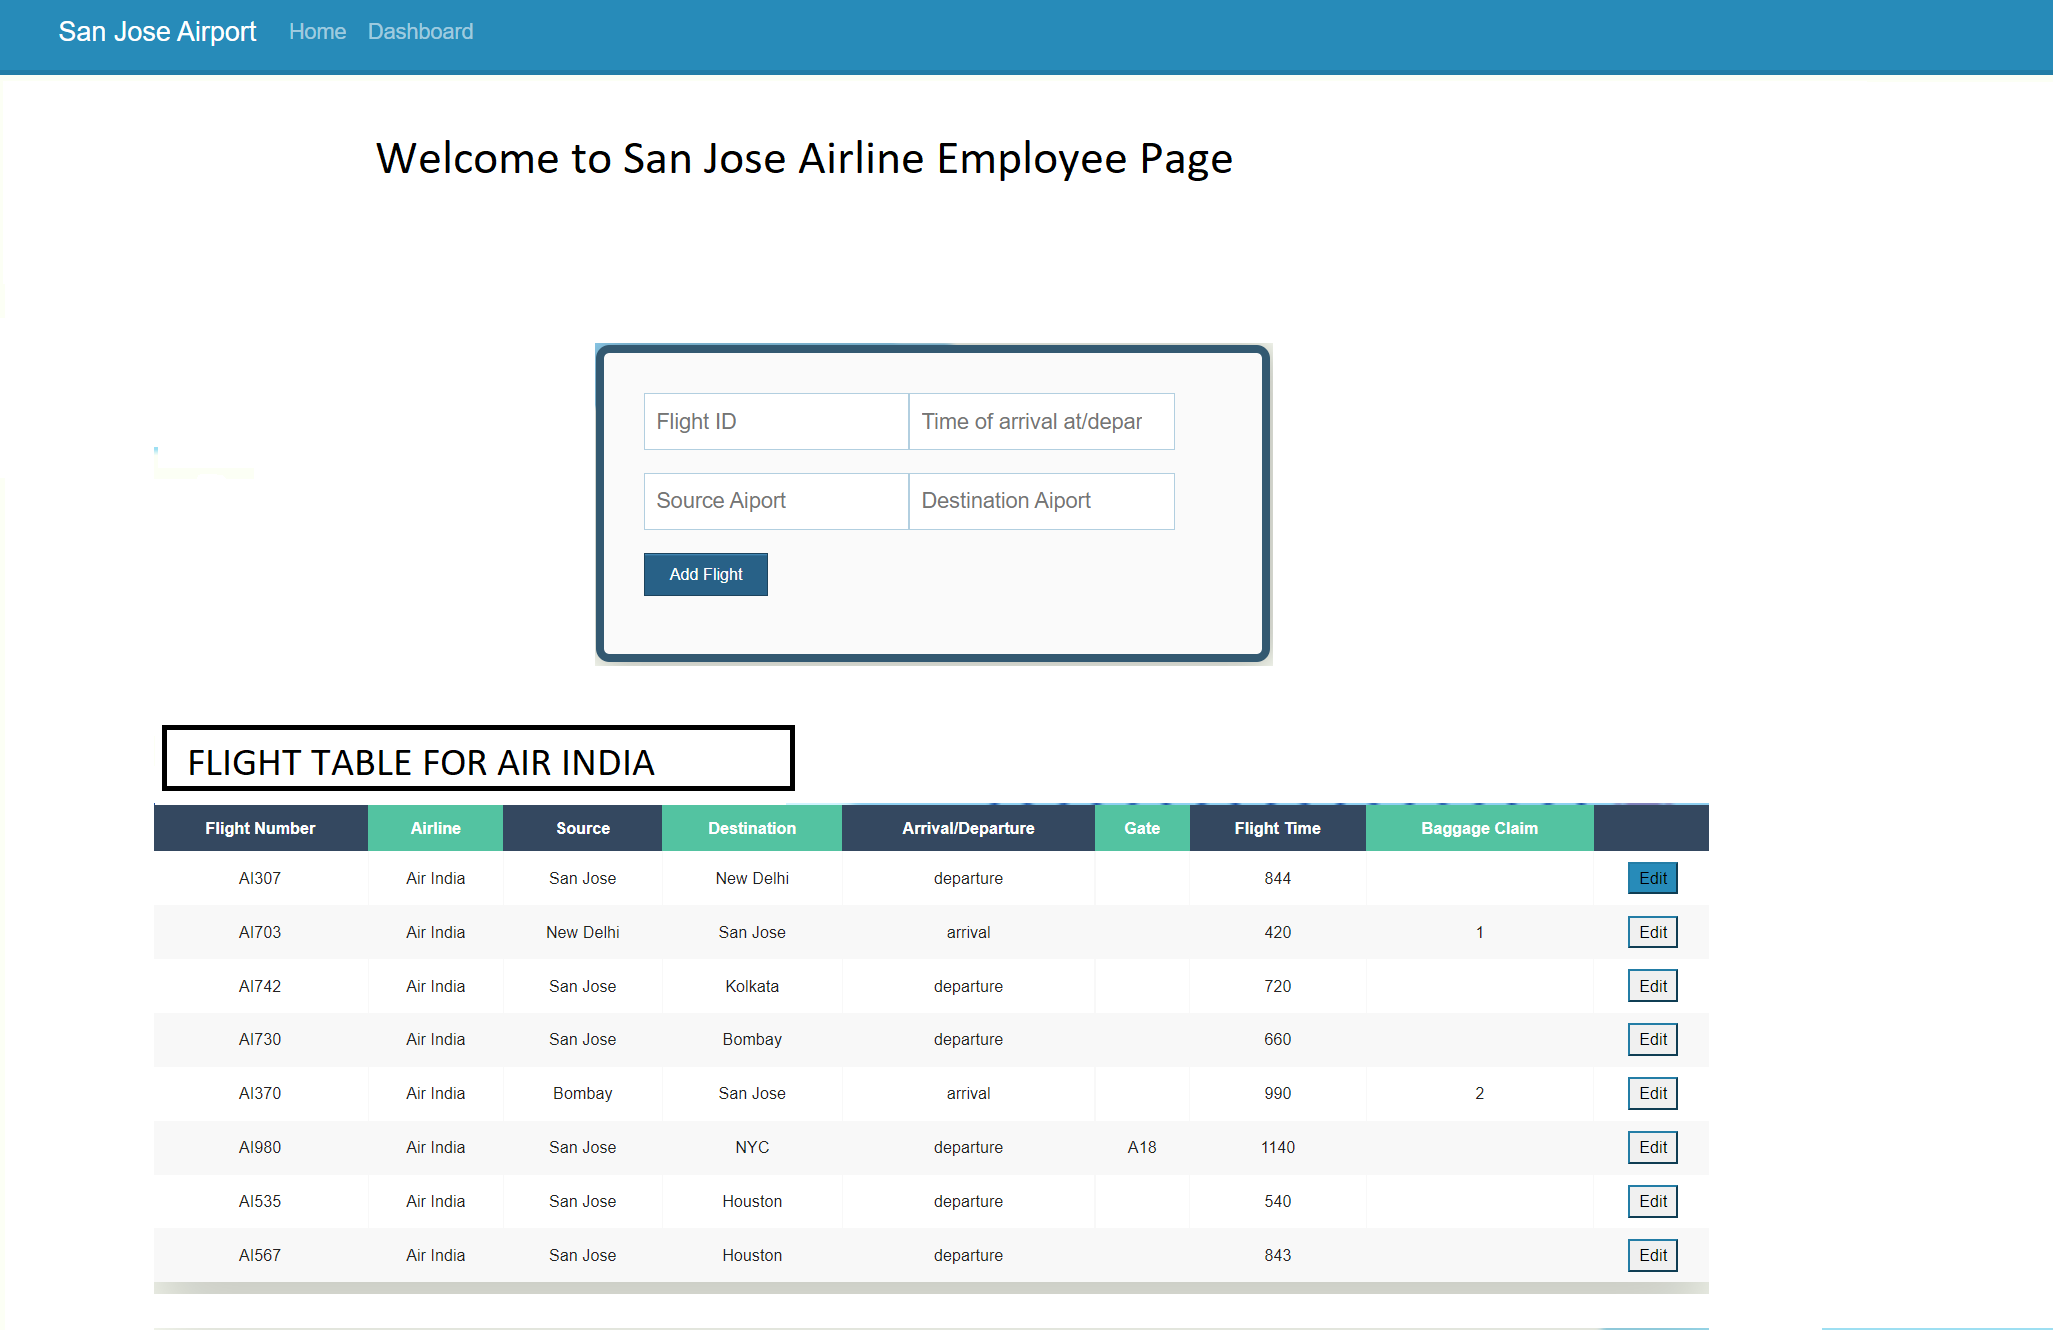 San Jose Airport Home Dashboard
Welcome to San Jose Airline Employee Page
Flight ID Time of arrival at/depar
Source Aiport Destination Aiport
Add Flight
FLIGHT TABLE FOR AIR INDIA
Flight Number Airline Source Destination Arrival/Departure Gate Flight Time Baggage Claim
AI307 Air India San Jose New Delhi departure 844 Edit
AI703 Air India New Delhi San Jose arrival 420 1 Edit
AI742 Air India San Jose Kolkata departure 720 Edit
AI730 Air India San Jose Bombay departure 660 Edit
AI370 Air India Bombay San Jose arrival 990 2 Edit
AI980 Air India San Jose NYC departure A18 1140 Edit
AI535 Air India San Jose Houston departure 540 Edit
AI567 Air India San Jose Houston departure 843 Edit